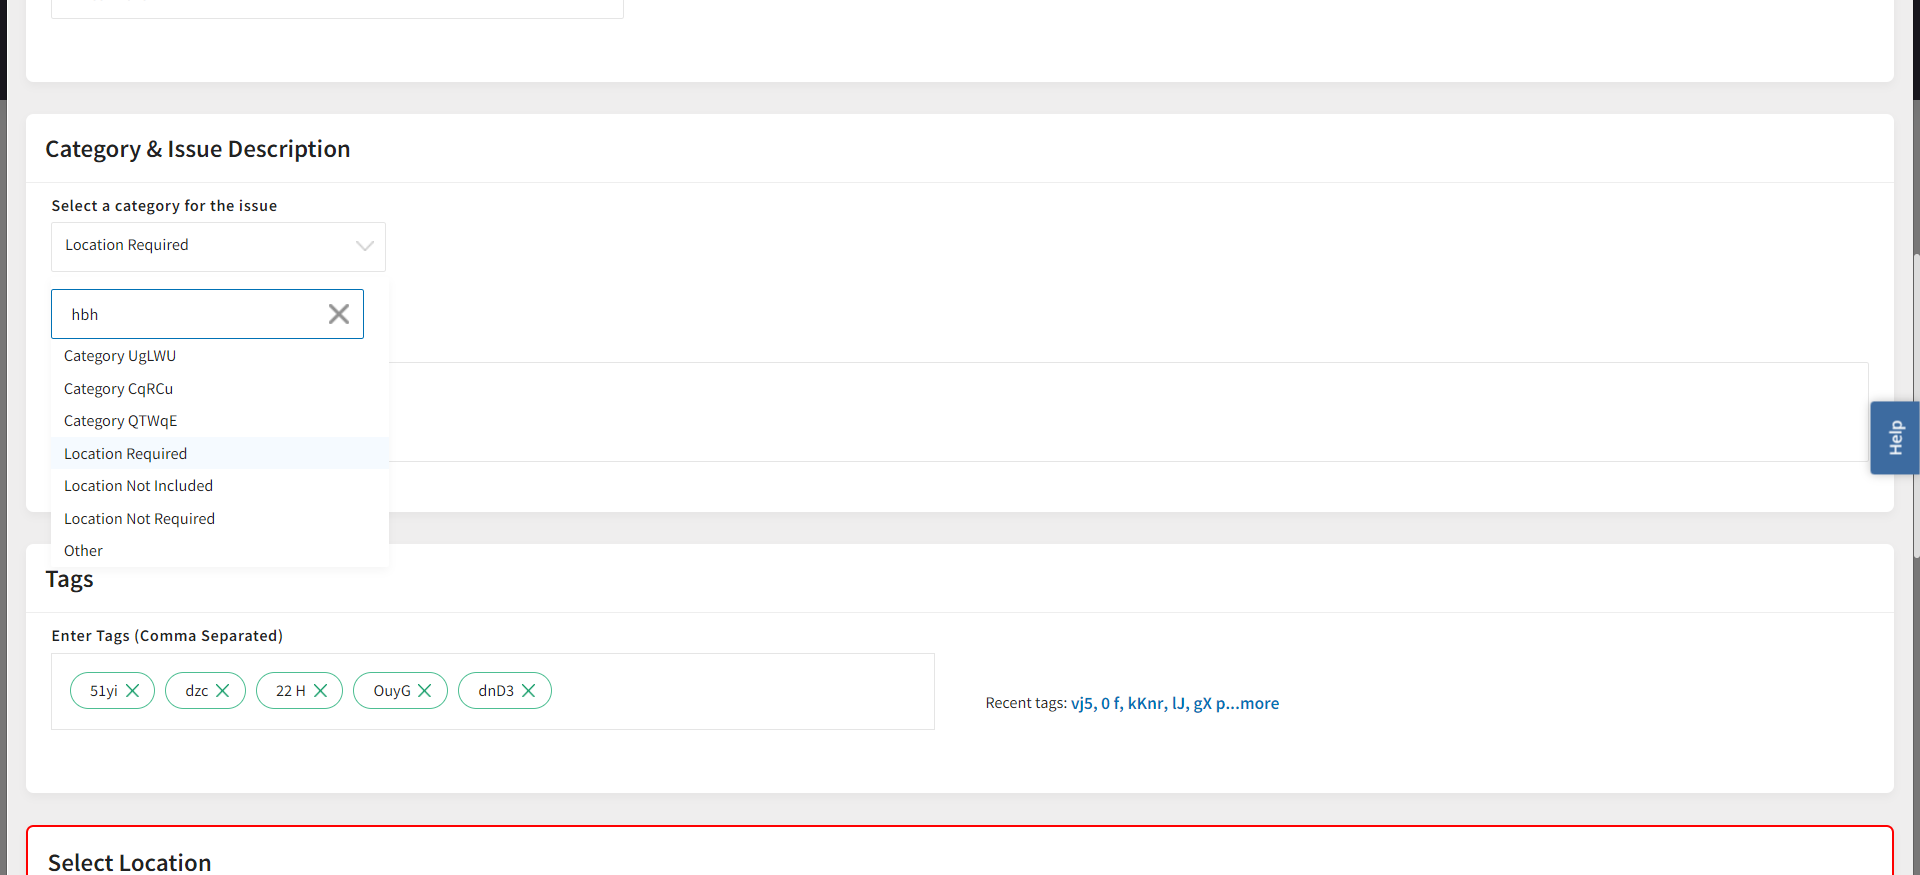 Category & Issue Description
Select a category for the issue
Location Required
hbh
Category UgLWU
Category CqRCu
Category QTWqE
Location Required
Location Not Included
Location Not Required
Other
Help
Tags
Enter Tags (Comma Separated)
51yi
dzc
22 H
OuyG
dnD3
Recent tags: vj5, 0 f, kKnr, lJ, gX p...more
Select Location